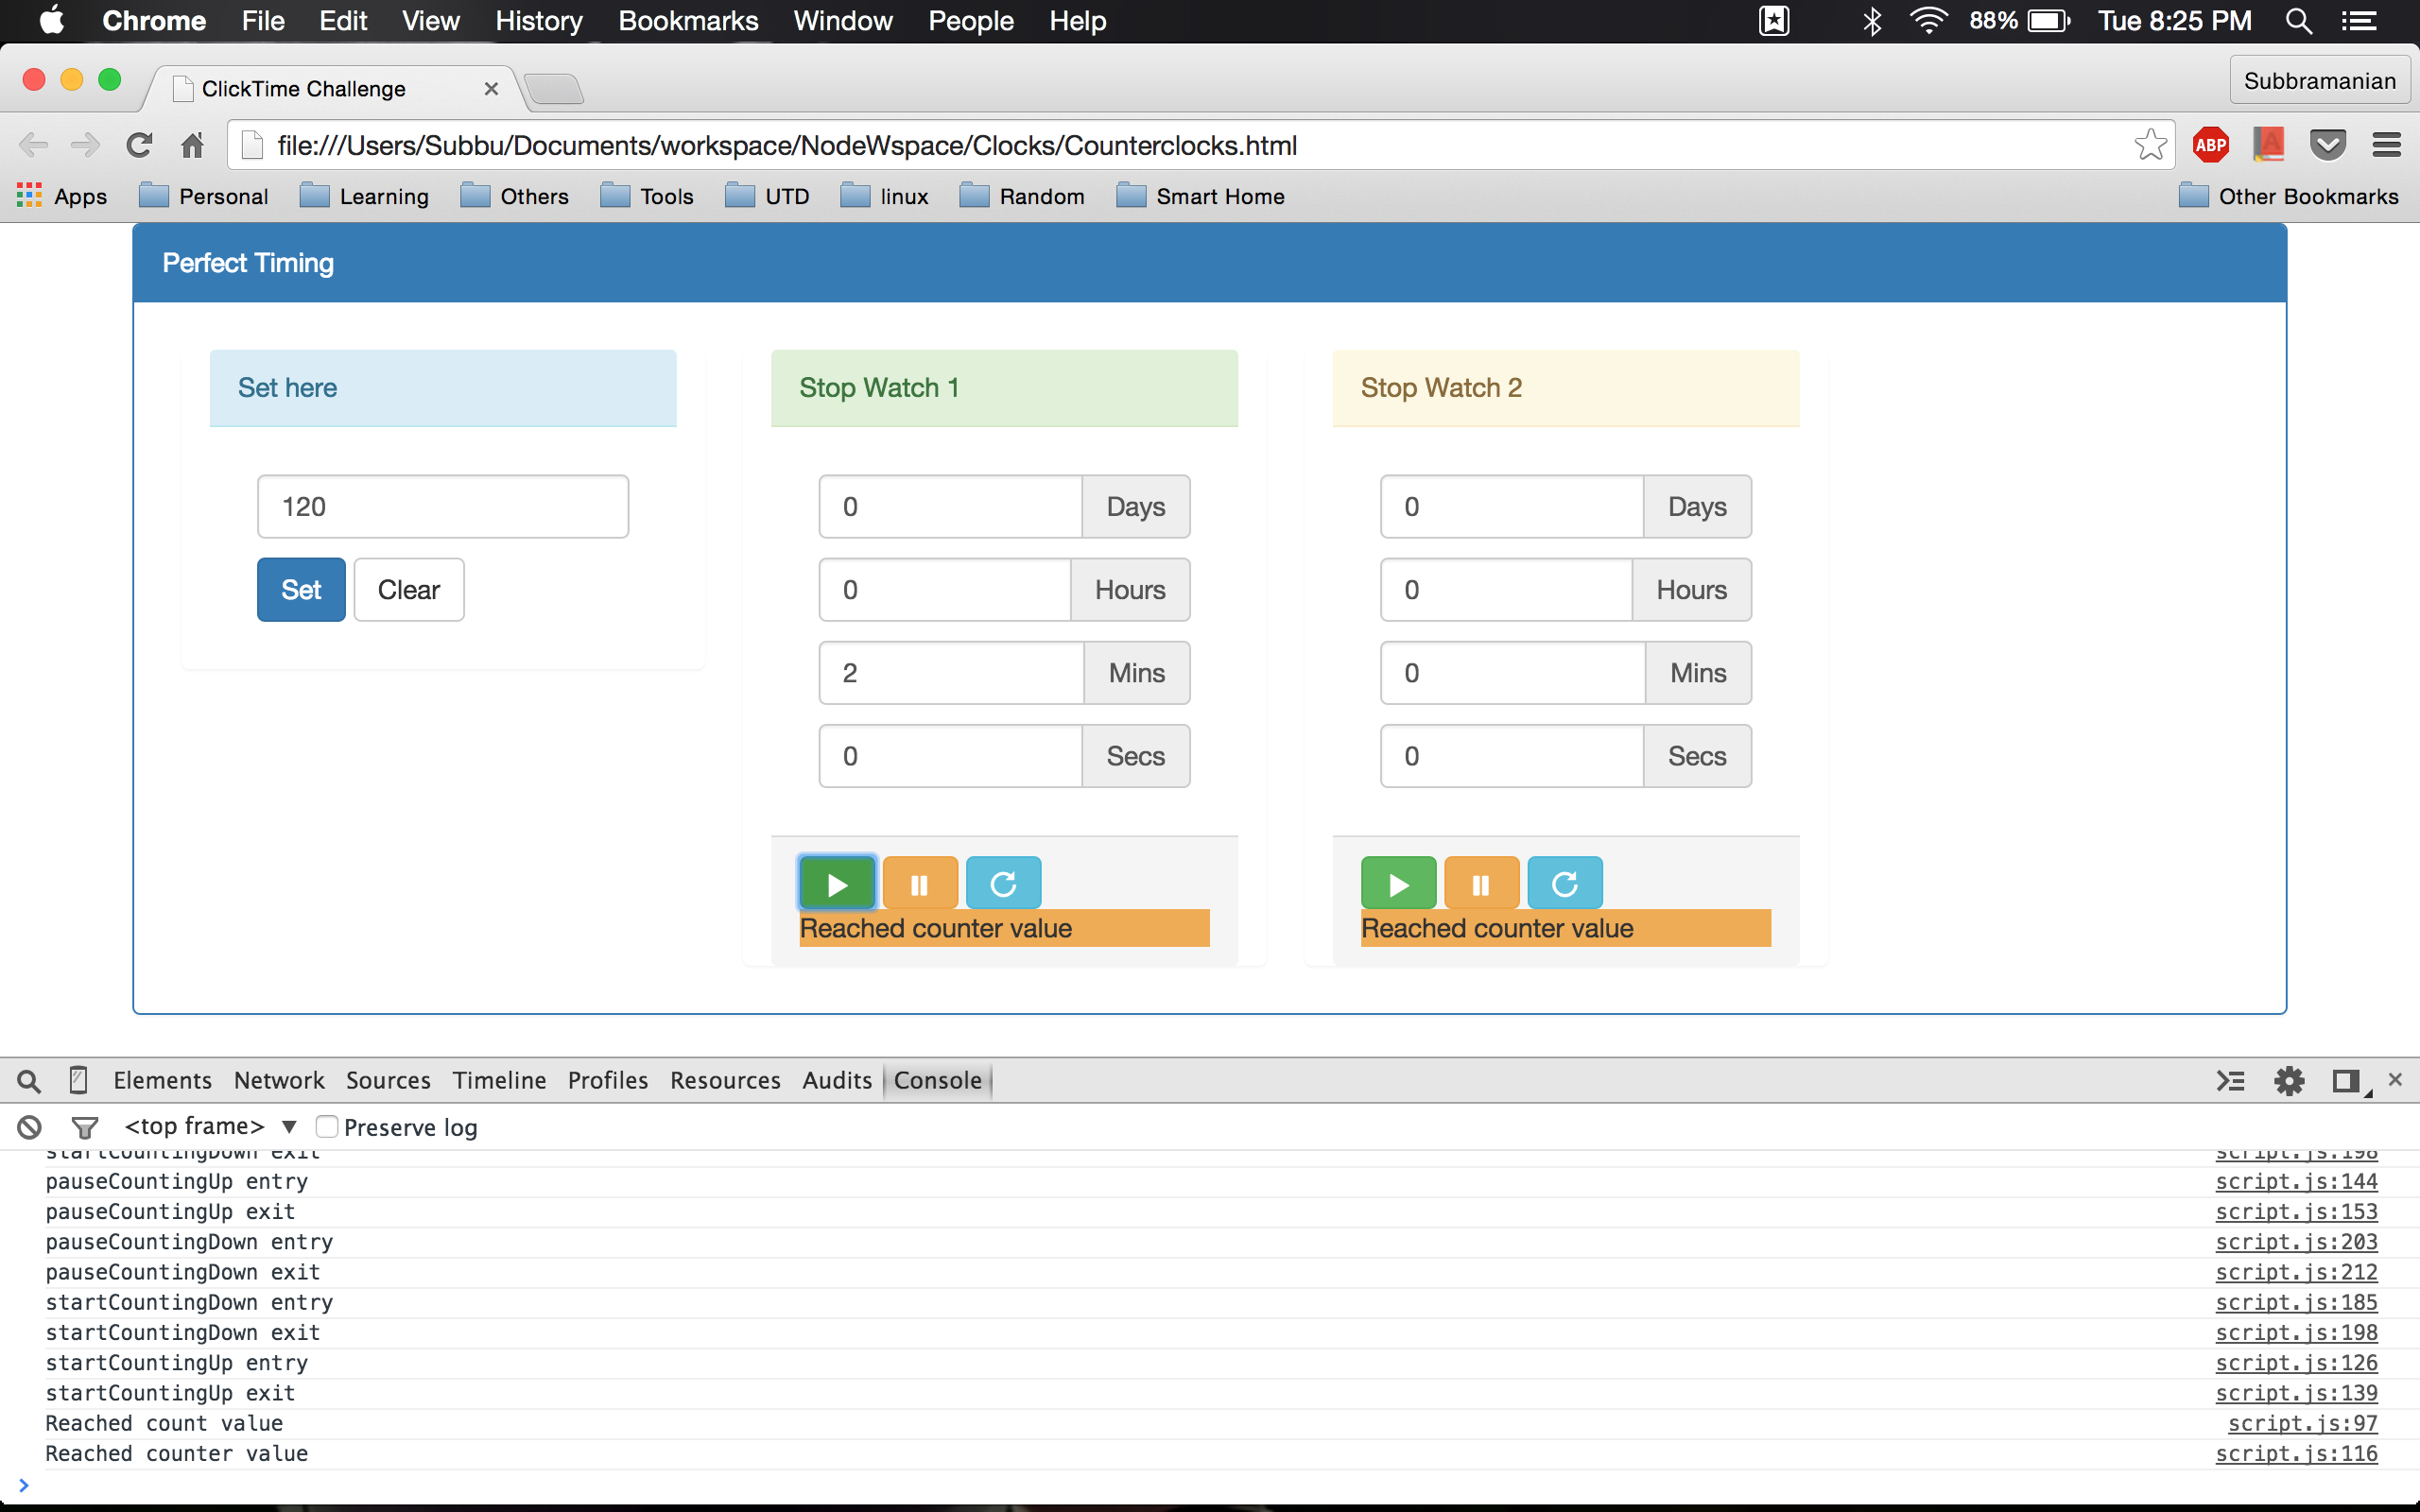 Chrome File Edit View History Bookmarks Window People Help 88% Tue 8:25 PM
ClickTime Challenge Subbramanian
file:///Users/Subbu/Documents/workspace/NodeWspace/Clocks/Counterclocks.html ABP
Apps Personal Learning Others Tools UTD linux Random Smart Home Other Bookmarks
Perfect Timing
Set here
120
Set Clear
Stop Watch 1
0 Days
0 Hours
2 Mins
0 Secs
Reached counter value
Stop Watch 2
0 Days
0 Hours
0 Mins
0 Secs
Reached counter value
Elements Network Sources Timeline Profiles Resources Audits Console
<top frame> Preserve log
startCountingDown exit script.js:198
pauseCountingUp entry script.js:144
pauseCountingUp exit script.js:153
pauseCountingDown entry script.js:203
pauseCountingDown exit script.js:212
startCountingDown entry script.js:185
startCountingDown exit script.js:198
startCountingUp entry script.js:126
startCountingUp exit script.js:139
Reached count value script.js:97
Reached counter value script.js:116